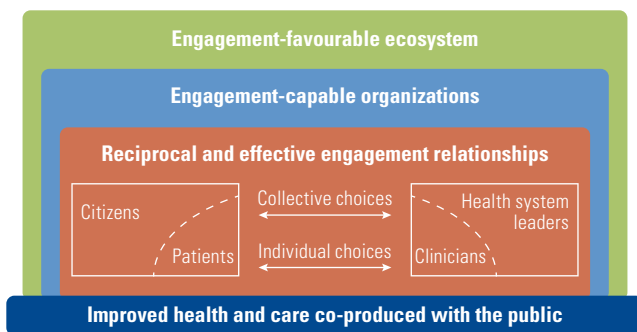 Engagement-favourable ecosystem
Engagement-capable organizations
Reciprocal and effective engagement relationships
Citizens
Patients
Collective choices
Individual choices
Health system
leaders
Clinicians
Improved health and care co-produced with the public